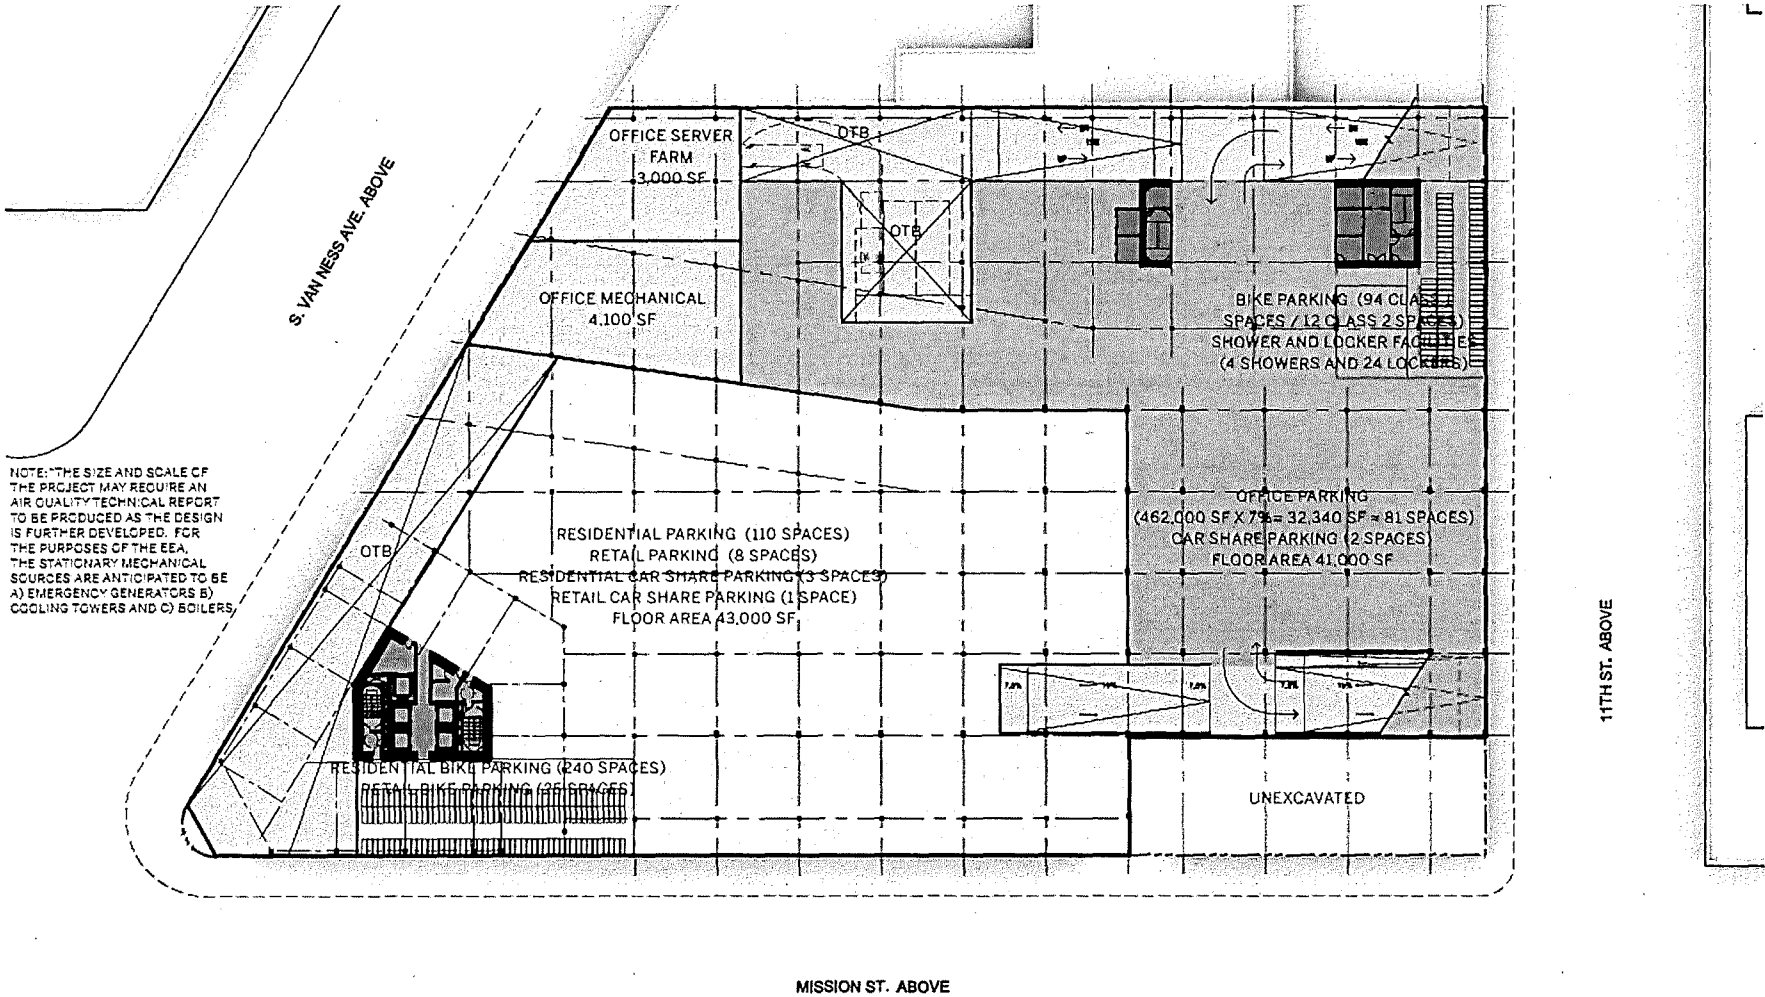 OTB
OFFICE SERVER
FARM
3,000 SF
S. VAN NESS AVE. ABOVE
OTB
OFFICE MECHANICAL
4,100 SF
BIKE PARKING (94 CLASS 1
SPACES / 12 CLASS 2 SPACES)
SHOWER AND LOCKER FACILITIES
(4 SHOWERS AND 24 LOCKERS)
NOTE: THE SIZE AND SCALE OF
THE PROJECT MAY REQUIRE AN
AIR QUALITY TECHNICAL REPORT
TO BE PRODUCED AS THE DESIGN
IS FURTHER DEVELOPED. FOR
THE PURPOSES OF THE EEA,
THE STATIONARY MECHANICAL
SOURCES ARE ANTICIPATED TO BE
A) EMERGENCY GENERATORS B)
COOLING TOWERS AND C) BOILERS
OTB
RESIDENTIAL PARKING (110 SPACES)
RETAIL PARKING (8 SPACES)
RESIDENTIAL CAR SHARE PARKING (3 SPACES)
RETAIL CAR SHARE PARKING (1 SPACE)
FLOOR AREA 43,000 SF
OFFICE PARKING
(462,000 SF X 7% = 32,340 SF = 81 SPACES)
CAR SHARE PARKING (2 SPACES)
FLOOR AREA 41,000 SF
11TH ST. ABOVE
RESIDENTIAL BIKE PARKING (240 SPACES)
RETAIL BIKE PARKING (25 SPACES)
UNEXCAVATED
MISSION ST. ABOVE